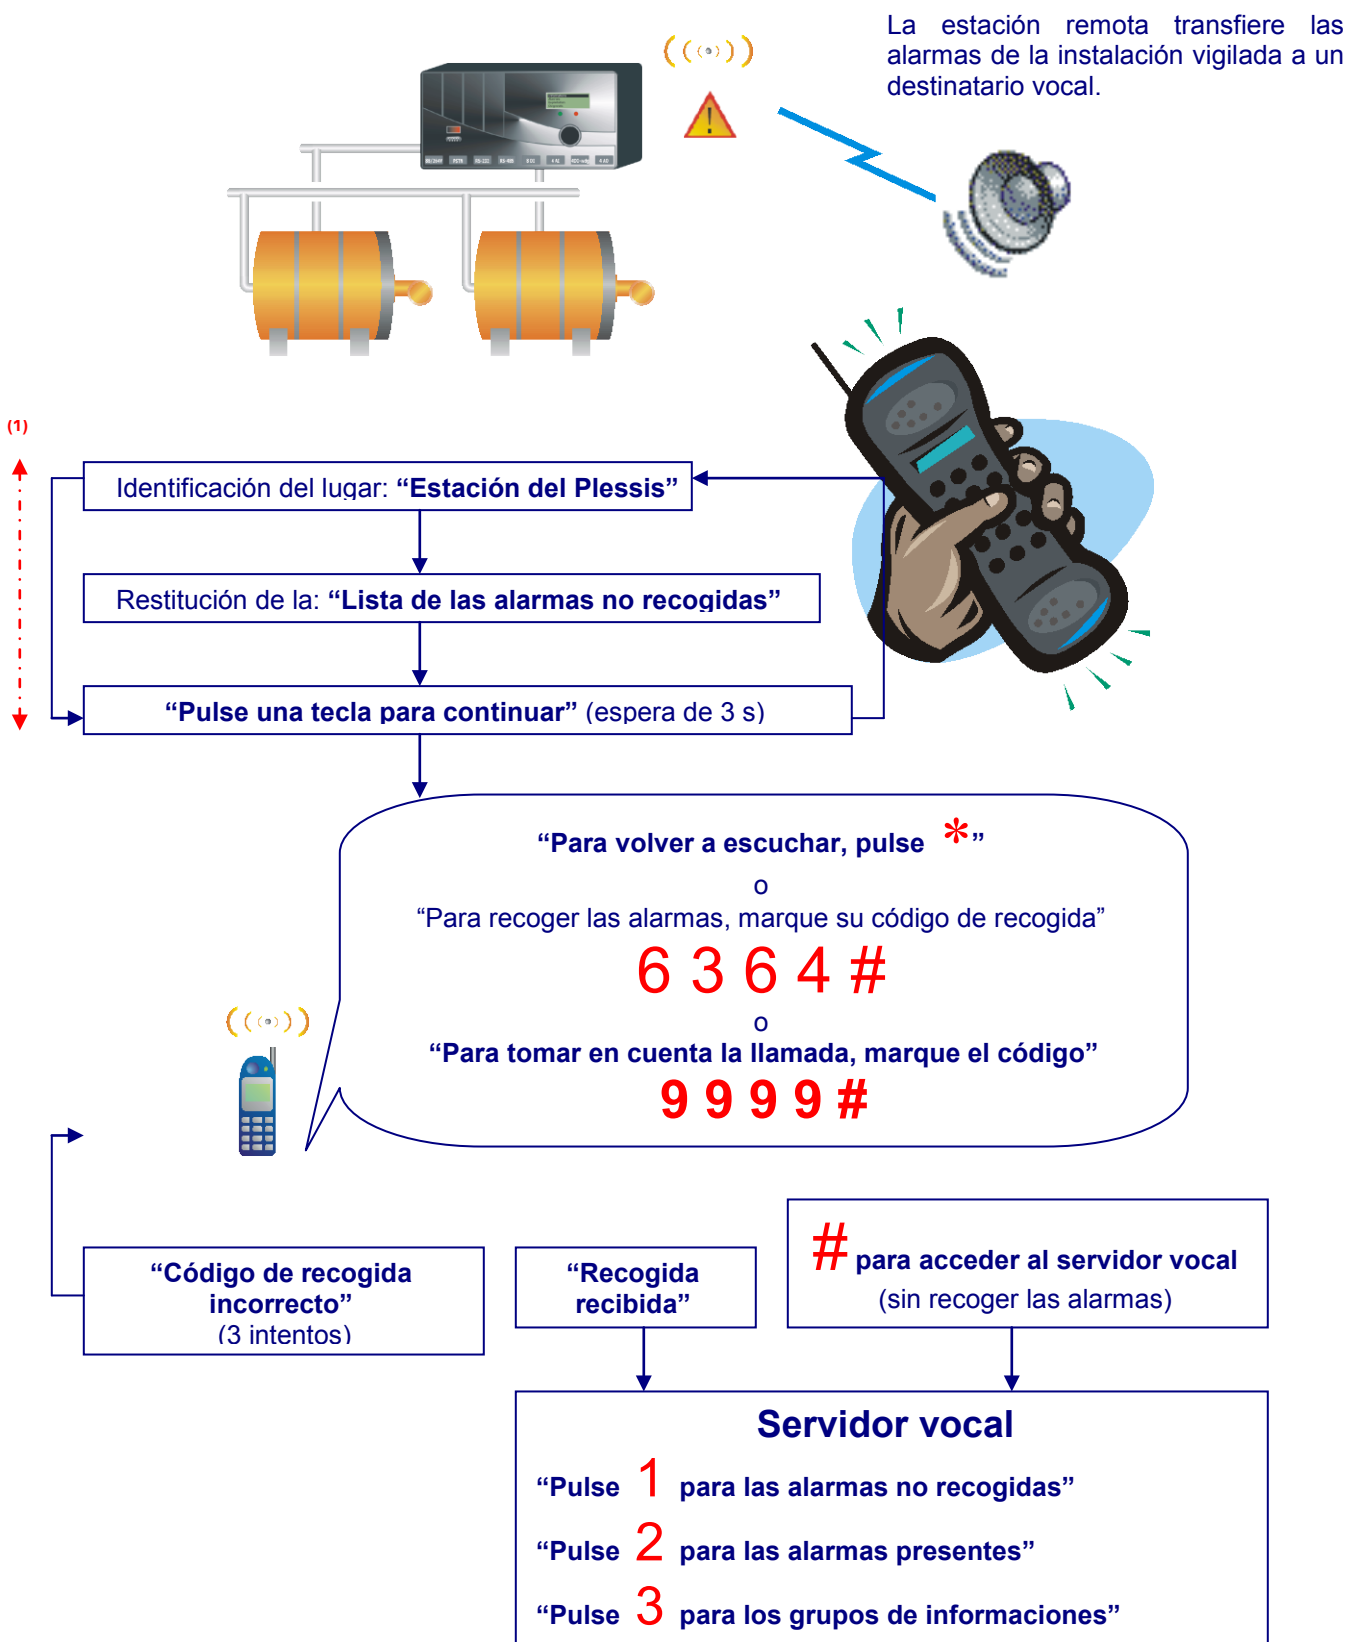 La estación remota transfiere las
alarmas de la instalación vigilada a un
destinatario vocal.
(1)
Identificación del lugar: “Estación del Plessis”
Restitución de la: “Lista de las alarmas no recogidas”
“Pulse una tecla para continuar” (espera de 3 s)
“Para volver a escuchar, pulse *”
o
“Para recoger las alarmas, marque su código de recogida”
6 3 6 4 #
o
“Para tomar en cuenta la llamada, marque el código”
9 9 9 9 #
“Código de recogida
incorrecto”
(3 intentos)
“Recogida
recibida”
# para acceder al servidor vocal
(sin recoger las alarmas)
Servidor vocal
“Pulse 1 para las alarmas no recogidas”
“Pulse 2 para las alarmas presentes”
“Pulse 3 para los grupos de informaciones”